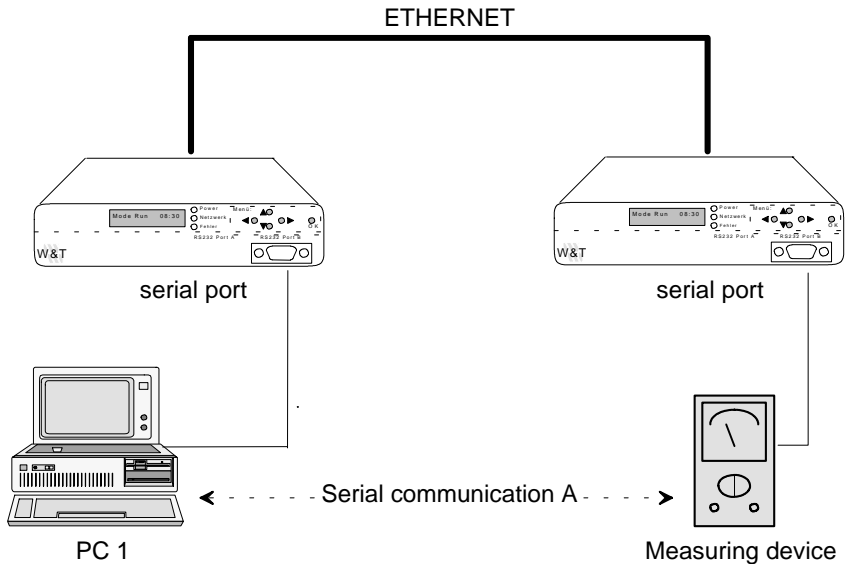 ETHERNET
Mode Run 08:30
Power
Netzwerk
Fehler
Menü
OK
RS232 Port A
RS232 Port B
W&T
serial port
Mode Run 08:30
Power
Netzwerk
Fehler
Menü
OK
RS232 Port A
RS232 Port B
W&T
serial port
Serial communication A
PC 1
Measuring device